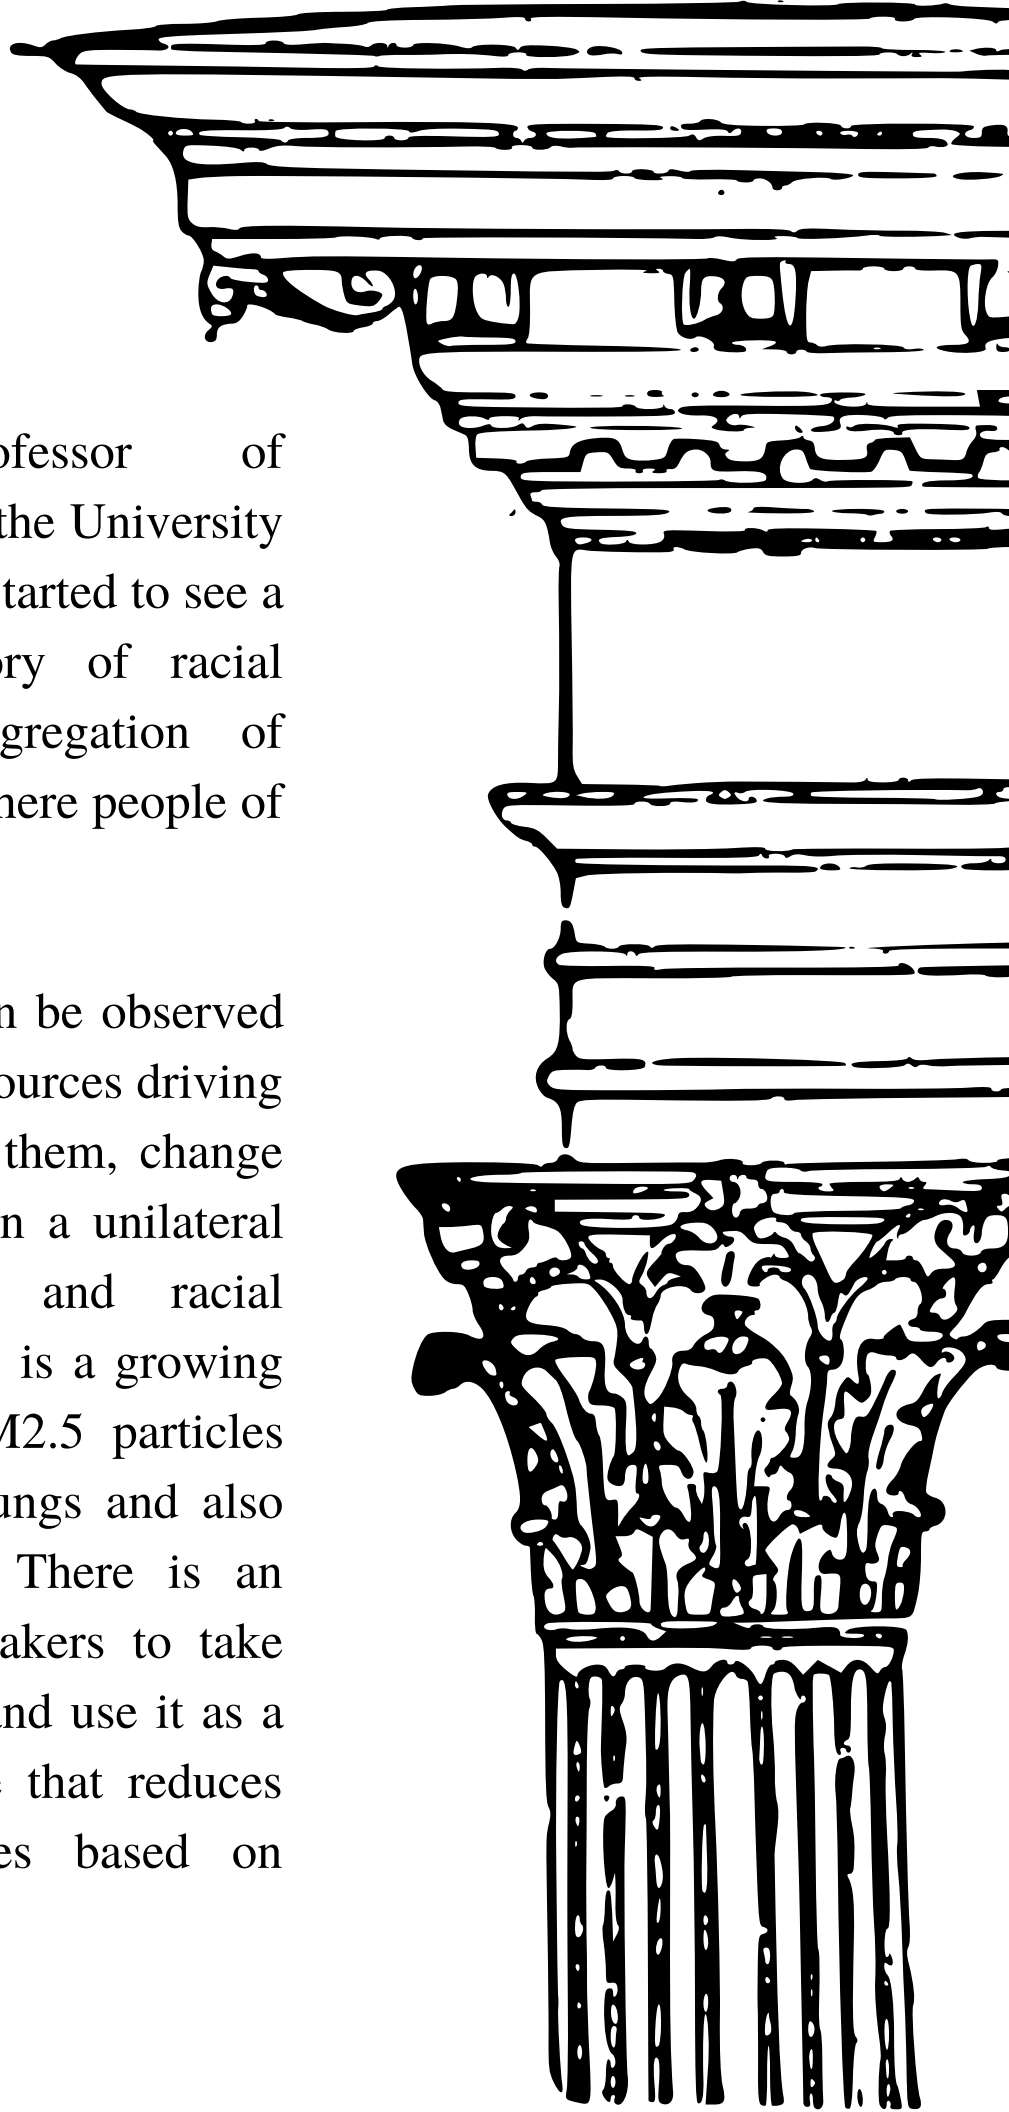 ofessor of
the University
tarted to see a
ory of racial
gregation of
here people of
n be observed
ources driving
them, change
n a unilateral
and racial
is a growing
M2.5 particles
ungs and also
There is an
akers to take
and use it as a
e that reduces
es based on